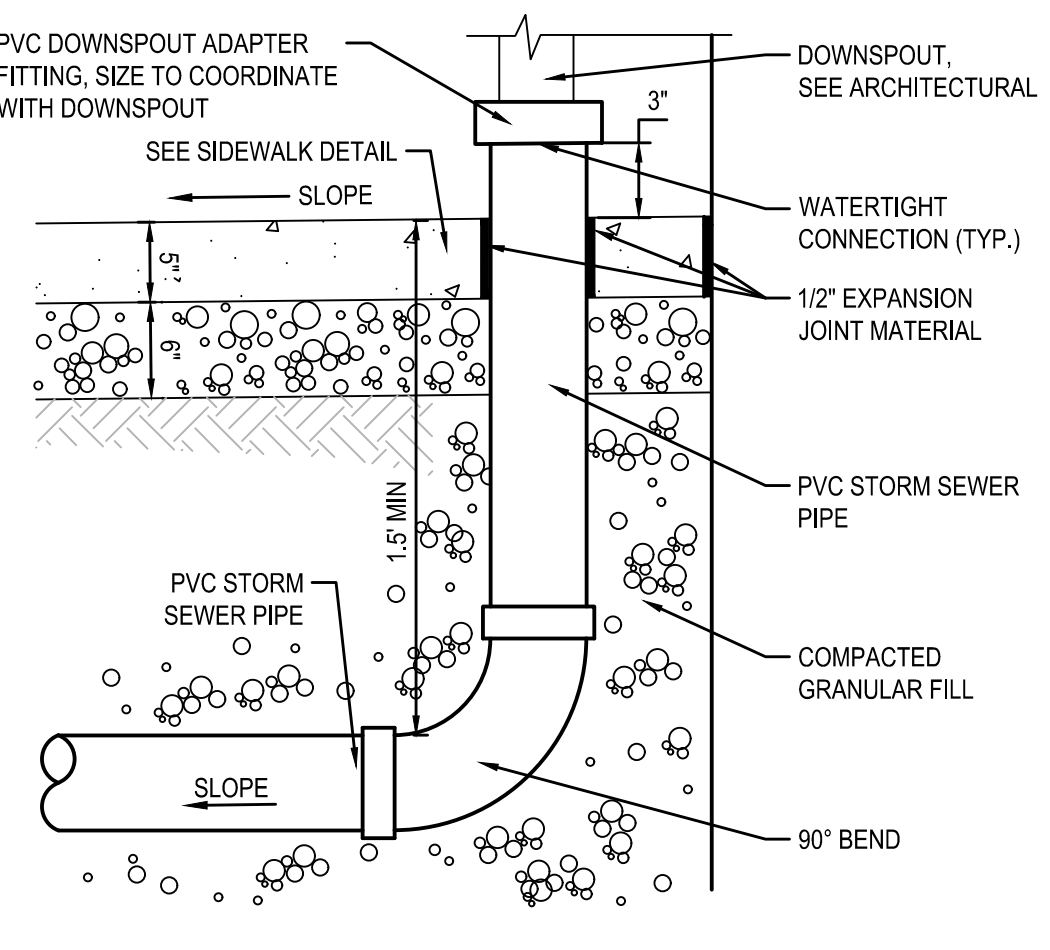 PVC DOWNSPOUT ADAPTER
FITTING, SIZE TO COORDINATE
WITH DOWNSPOUT
DOWNSPOUT,
SEE ARCHITECTURAL
3"
SEE SIDEWALK DETAIL
SLOPE
WATERTIGHT
CONNECTION (TYP.)
5"
1/2" EXPANSION
JOINT MATERIAL
6"
1.5' MIN
PVC STORM SEWER
PIPE
PVC STORM
SEWER PIPE
COMPACTED
GRANULAR FILL
SLOPE
90° BEND